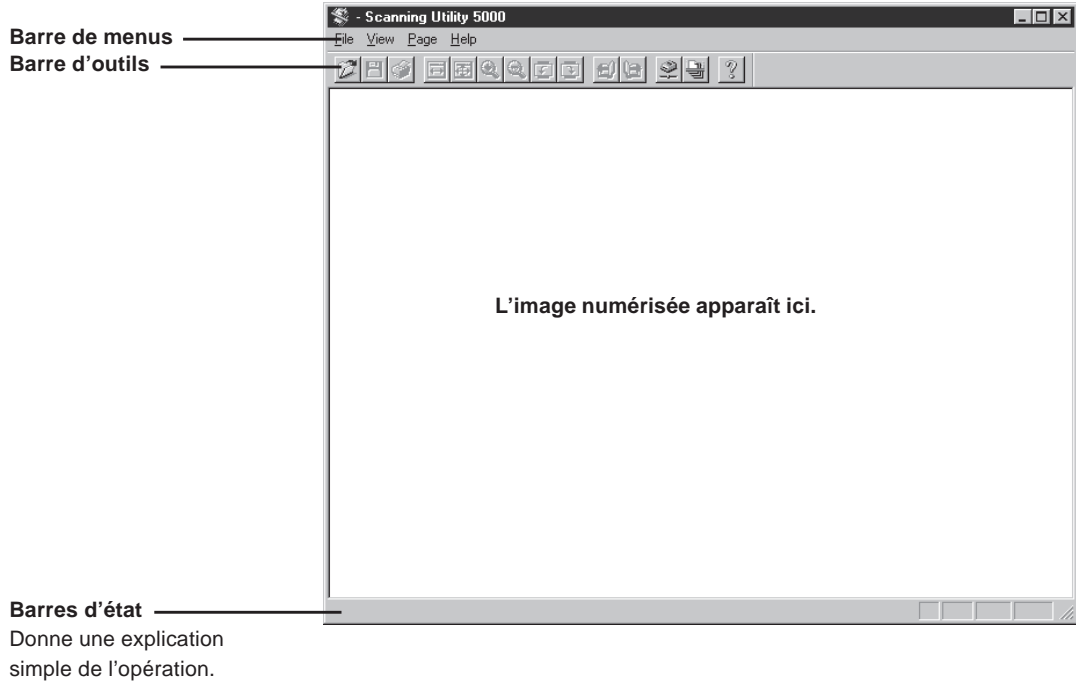 - Scanning Utility 5000
Barre de menus
File View Page Help
Barre d’outils
L’image numérisée apparaît ici.
Barres d’état
Donne une explication
simple de l’opération.